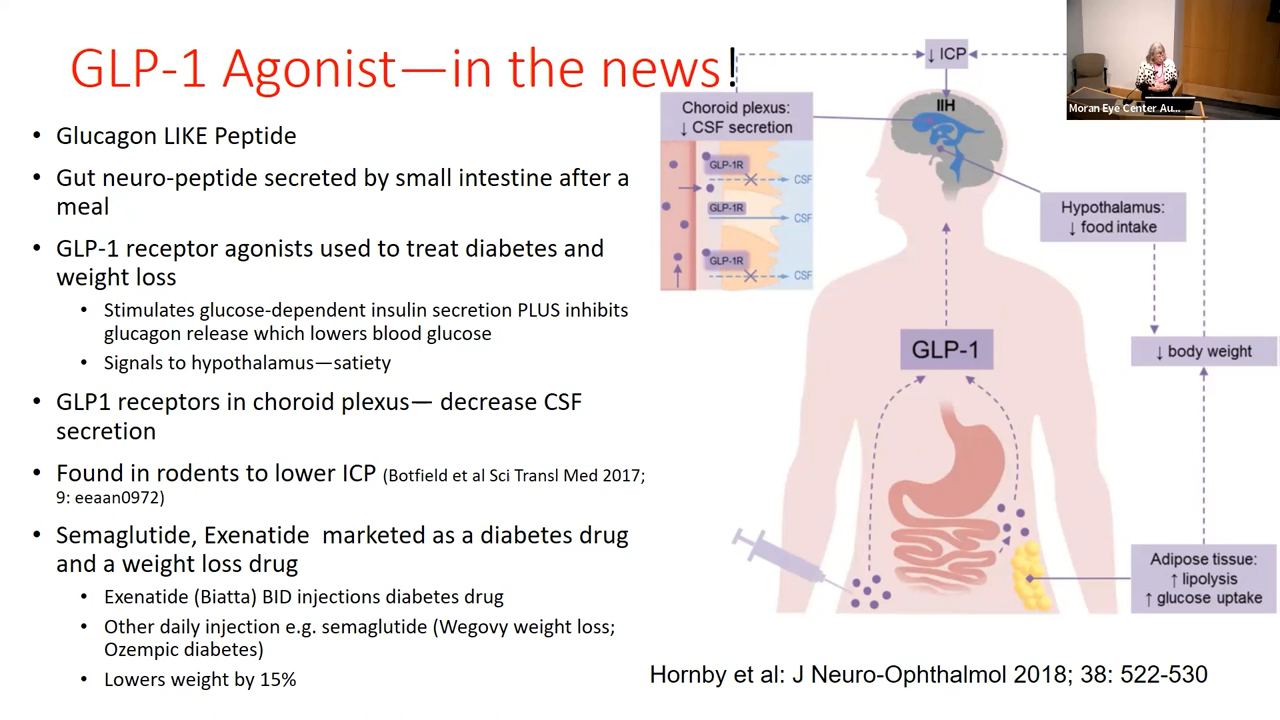 GLP-1 Agonist—in the news!
• Glucagon LIKE Peptide
• Gut neuro-peptide secreted by small intestine after a
meal
• GLP-1 receptor agonists used to treat diabetes and
weight loss
• Stimulates glucose-dependent insulin secretion PLUS inhibits
glucagon release which lowers blood glucose
• Signals to hypothalamus—satiety
• GLP1 receptors in choroid plexus— decrease CSF
secretion
• Found in rodents to lower ICP (Botfield et al Sci Transl Med 2017;
9: eeaan0972)
• Semaglutide, Exenatide marketed as a diabetes drug
and a weight loss drug
• Exenatide (Biatta) BID injections diabetes drug
• Other daily injection e.g. semaglutide (Wegovy weight loss;
Ozempic diabetes)
• Lowers weight by 15%
↓ ICP
IIH
Choroid plexus:
↓ CSF secretion
GLP-1R
CSF
GLP-1R
CSF
GLP-1R
CSF
Hypothalamus:
↓ food intake
GLP-1
↓ body weight
Adipose tissue:
↑ lipolysis
↑ glucose uptake
Hornby et al: J Neuro-Ophthalmol 2018; 38: 522-530
Moran Eye Center Au...